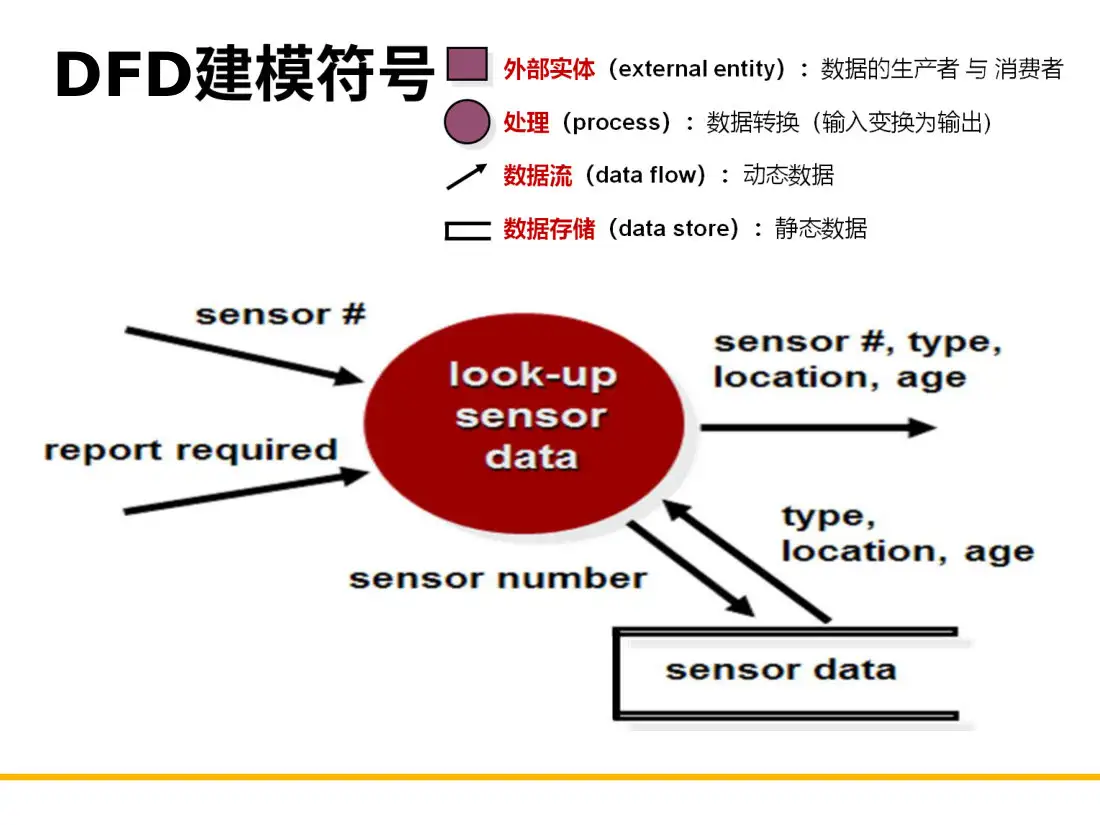 DFD建模符号
外部实体（external entity）：数据的生产者 与 消费者
处理（process）：数据转换（输入变换为输出）
数据流（data flow）：动态数据
数据存储（data store）：静态数据
sensor #
report required
look-up
sensor
data
sensor #, type,
location, age
sensor number
type,
location, age
sensor data